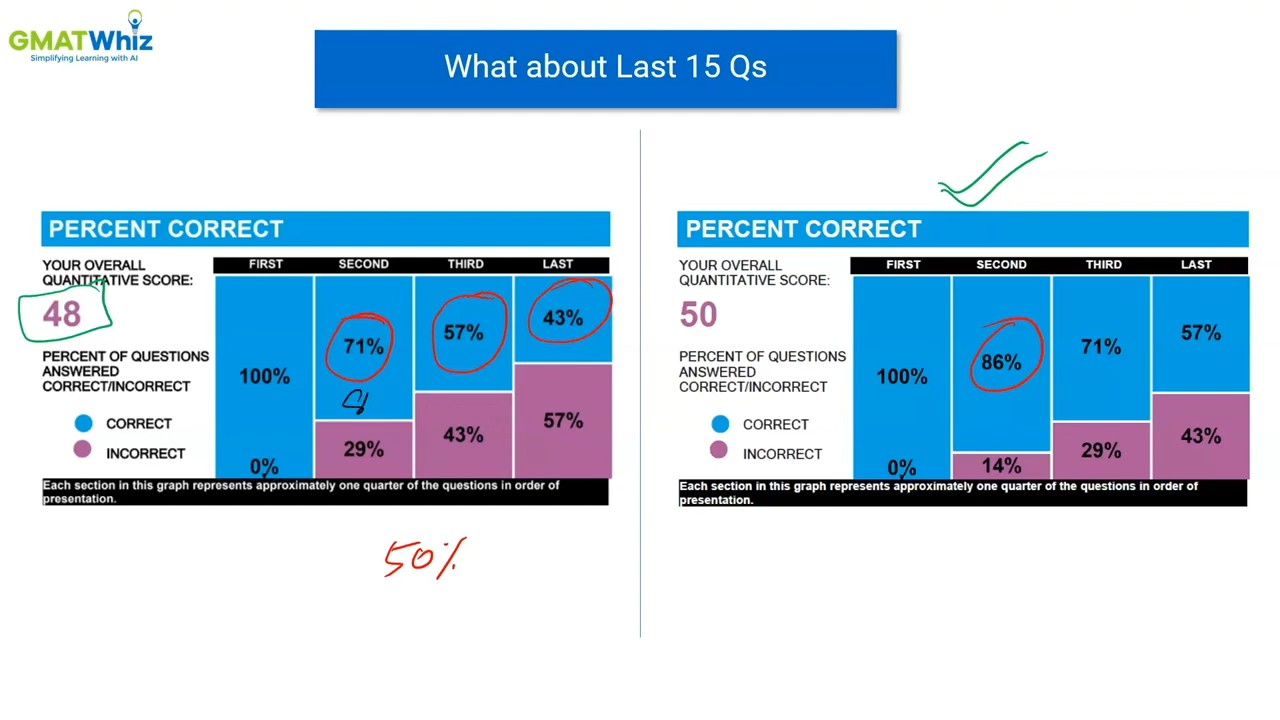 GMATWhiz
Simplifying Learning with AI
What about Last 15 Qs
PERCENT CORRECT
YOUR OVERALL
QUANTITATIVE SCORE:
48
PERCENT OF QUESTIONS
ANSWERED
CORRECT/INCORRECT
CORRECT
INCORRECT
FIRST SECOND THIRD LAST
100% 71% 57% 43%
0% 29% 43% 57%
Each section in this graph represents approximately one quarter of the questions in order of
presentation.
50%
PERCENT CORRECT
YOUR OVERALL
QUANTITATIVE SCORE:
50
PERCENT OF QUESTIONS
ANSWERED
CORRECT/INCORRECT
CORRECT
INCORRECT
FIRST SECOND THIRD LAST
100% 86% 71% 57%
0% 14% 29% 43%
Each section in this graph represents approximately one quarter of the questions in order of
presentation.